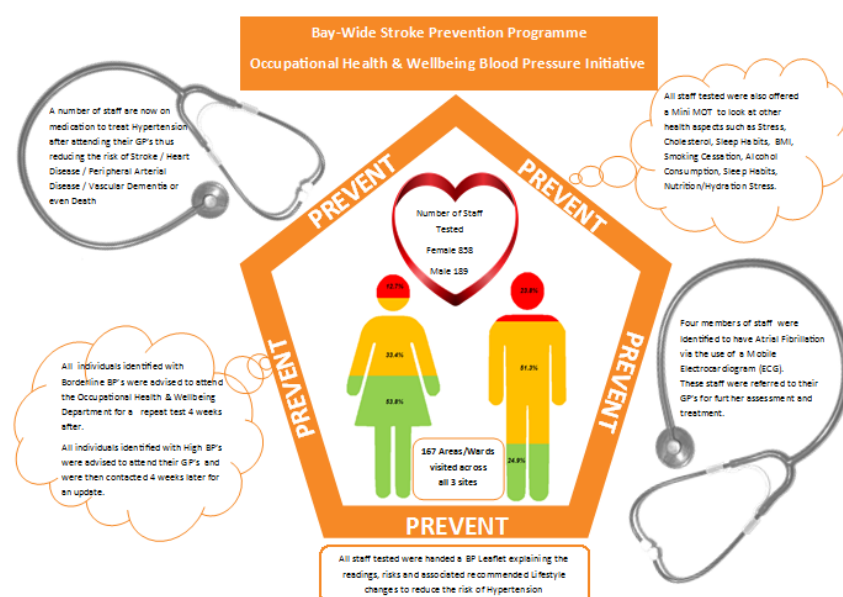 Bay-Wide Stroke Prevention Programme
Occupational Health & Wellbeing Blood Pressure Initiative
A number of staff are now on
medication to treat Hypertension
after attending their GP's thus
reducing the risk of Stroke / Heart
Disease / Peripheral Arterial
Disease / Vascular Dementia or
even Death
All staff tested were also offered
a Mini MOT to look at other
health aspects such as Stress,
Cholesterol, Sleep Habits, BMI,
Smoking Cessation, Alcohol
Consumption, Sleep Habits,
Nutrition/Hydration Stress.
PREVENT
PREVENT
Number of Staff
Tested
Female 858
Male 189
12.7%
33.4%
53.8%
23.8%
51.3%
24.9%
Four members of staff were
identified to have Atrial Fibrillation
via the use of a Mobile
Electrocardiogram (ECG).
These staff were referred to their
GP's for further assessment and
treatment.
PREVENT
PREVENT
All individuals identified with
Borderline BP's were advised to attend
the Occupational Health & Wellbeing
Department for a repeat test 4 weeks
after.
All individuals identified with High BP's
were advised to attend their GP's and
were then contacted 4 weeks later for
an update.
167 Areas/Wards
visited across
all 3 sites
PREVENT
All staff tested were handed a BP Leaflet explaining the
readings, risks and associated recommended Lifestyle
changes to reduce the risk of Hypertension